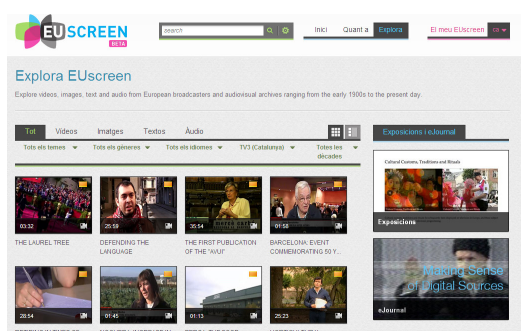 EUSCREEN
BETA
search
Inici Quant a Explora
El meu EUscreen
Explora EUscreen
Explore videos, images, text and audio from European broadcasters and audiovisual archives ranging from the early 1900s to the present day.
Tot Vídeos Imatges Textos Àudio
Tots els temes Tots els gèneres Tots els idiomes TV3 (Catalunya) Totes les
dècades
03:32 25:59 35:54 01:58
THE LAUREL TREE
DEFENDING THE
LANGUAGE
THE FIRST PUBLICATION
OF THE "AVUI"
BARCELONA: EVENT
COMMEMORATING 50 Y...
28:54 01:45 01:13 25:23
Exposicions i eJournal
Cultural Customs, Traditions and Rituals
Exposicions
Making Sense
of Digital Sources
eJournal